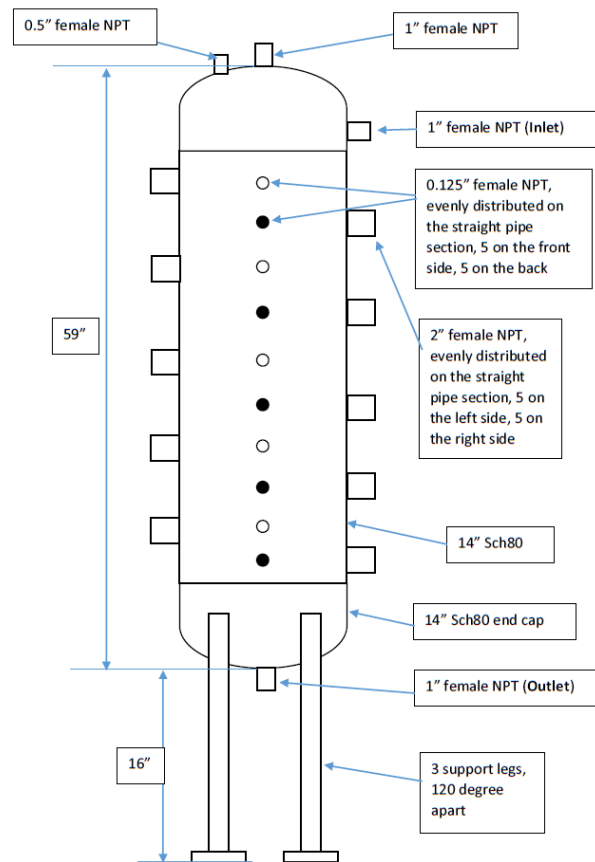 0.5” female NPT
1” female NPT
1” female NPT (Inlet)
0.125” female NPT,
evenly distributed on
the straight pipe
section, 5 on the front
side, 5 on the back
59”
2” female NPT,
evenly distributed
on the straight
pipe section, 5 on
the left side, 5 on
the right side
14” Sch80
14” Sch80 end cap
1” female NPT (Outlet)
16”
3 support legs,
120 degree
apart